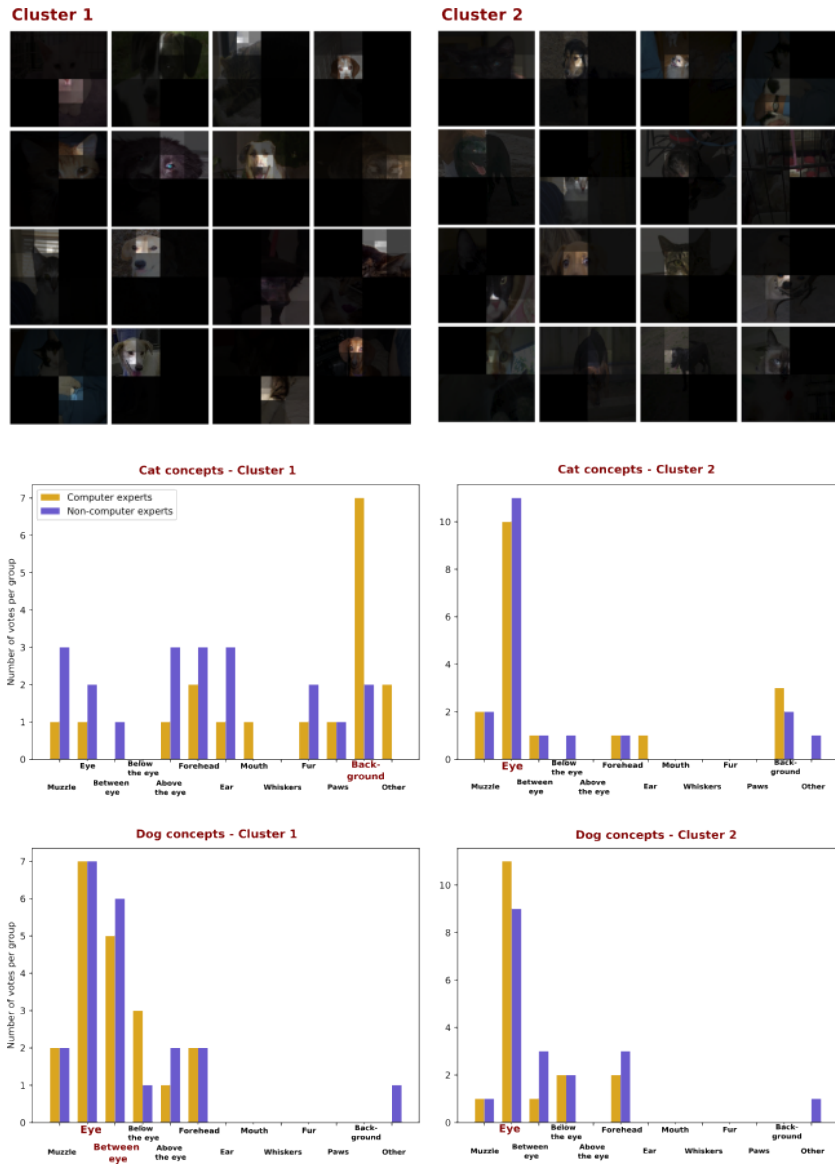 Cluster 1
Cluster 2
Cat concepts - Cluster 1
Computer experts
Non-computer experts
Number of votes per group
7
6
5
4
3
2
1
0
Muzzle
Eye
Between
eye
Below
the eye
Above
the eye
Forehead
Ear
Mouth
Whiskers
Fur
Paws
Back-
ground
Other
Cat concepts - Cluster 2
10
8
6
4
2
0
Muzzle
Eye
Between
eye
Below
the eye
Above
the eye
Forehead
Ear
Mouth
Whiskers
Fur
Paws
Back-
ground
Other
Dog concepts - Cluster 1
Number of votes per group
7
6
5
4
3
2
1
0
Muzzle
Eye
Between
eye
Below
the eye
Above
the eye
Forehead
Ear
Mouth
Whiskers
Fur
Paws
Back-
ground
Other
Dog concepts - Cluster 2
10
8
6
4
2
0
Muzzle
Eye
Between
eye
Below
the eye
Above
the eye
Forehead
Ear
Mouth
Whiskers
Fur
Paws
Back-
ground
Other